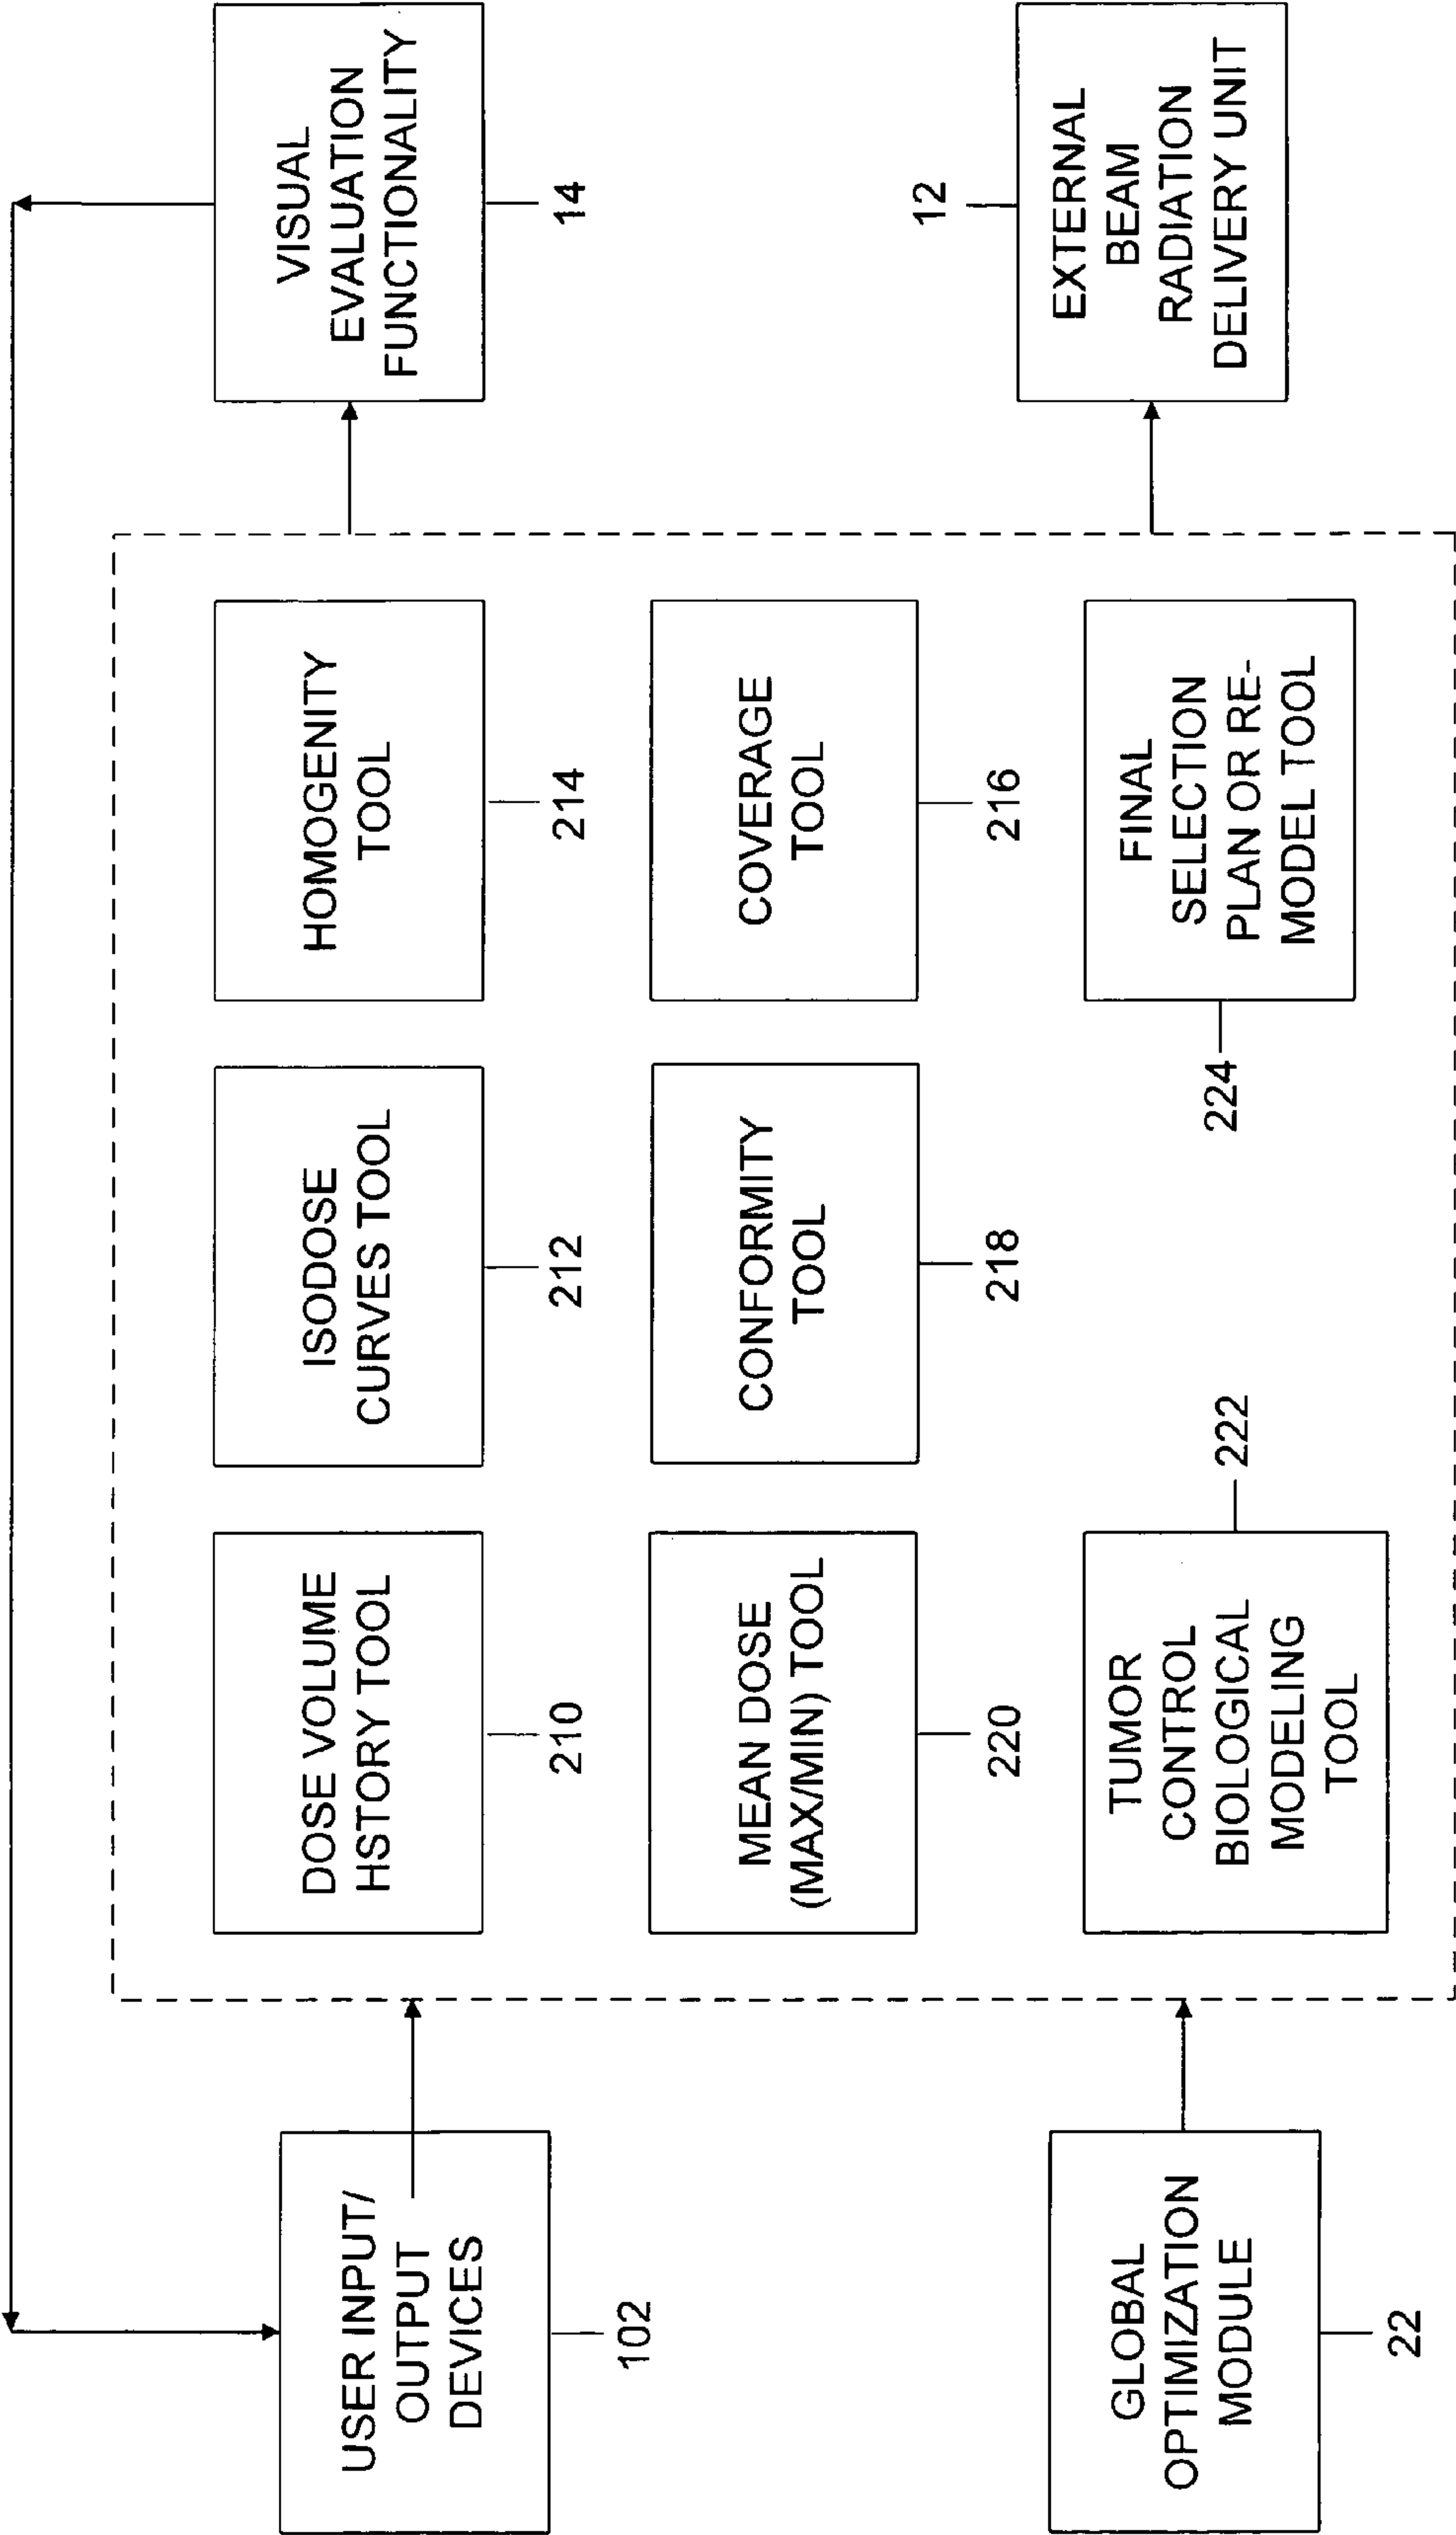 USER INPUT/
OUTPUT
DEVICES
102
DOSE VOLUME
HSTORY TOOL
210
ISODOSE
CURVES TOOL
212
HOMOGENITY
TOOL
214
VISUAL
EVALUATION
FUNCTIONALITY
14
MEAN DOSE
(MAX/MIN) TOOL
220
CONFORMITY
TOOL
218
COVERAGE
TOOL
216
GLOBAL
OPTIMIZATION
MODULE
22
TUMOR
CONTROL
BIOLOGICAL
MODELING
TOOL
222
FINAL
SELECTION
PLAN OR RE-
MODEL TOOL
224
12
EXTERNAL
BEAM
RADIATION
DELIVERY UNIT